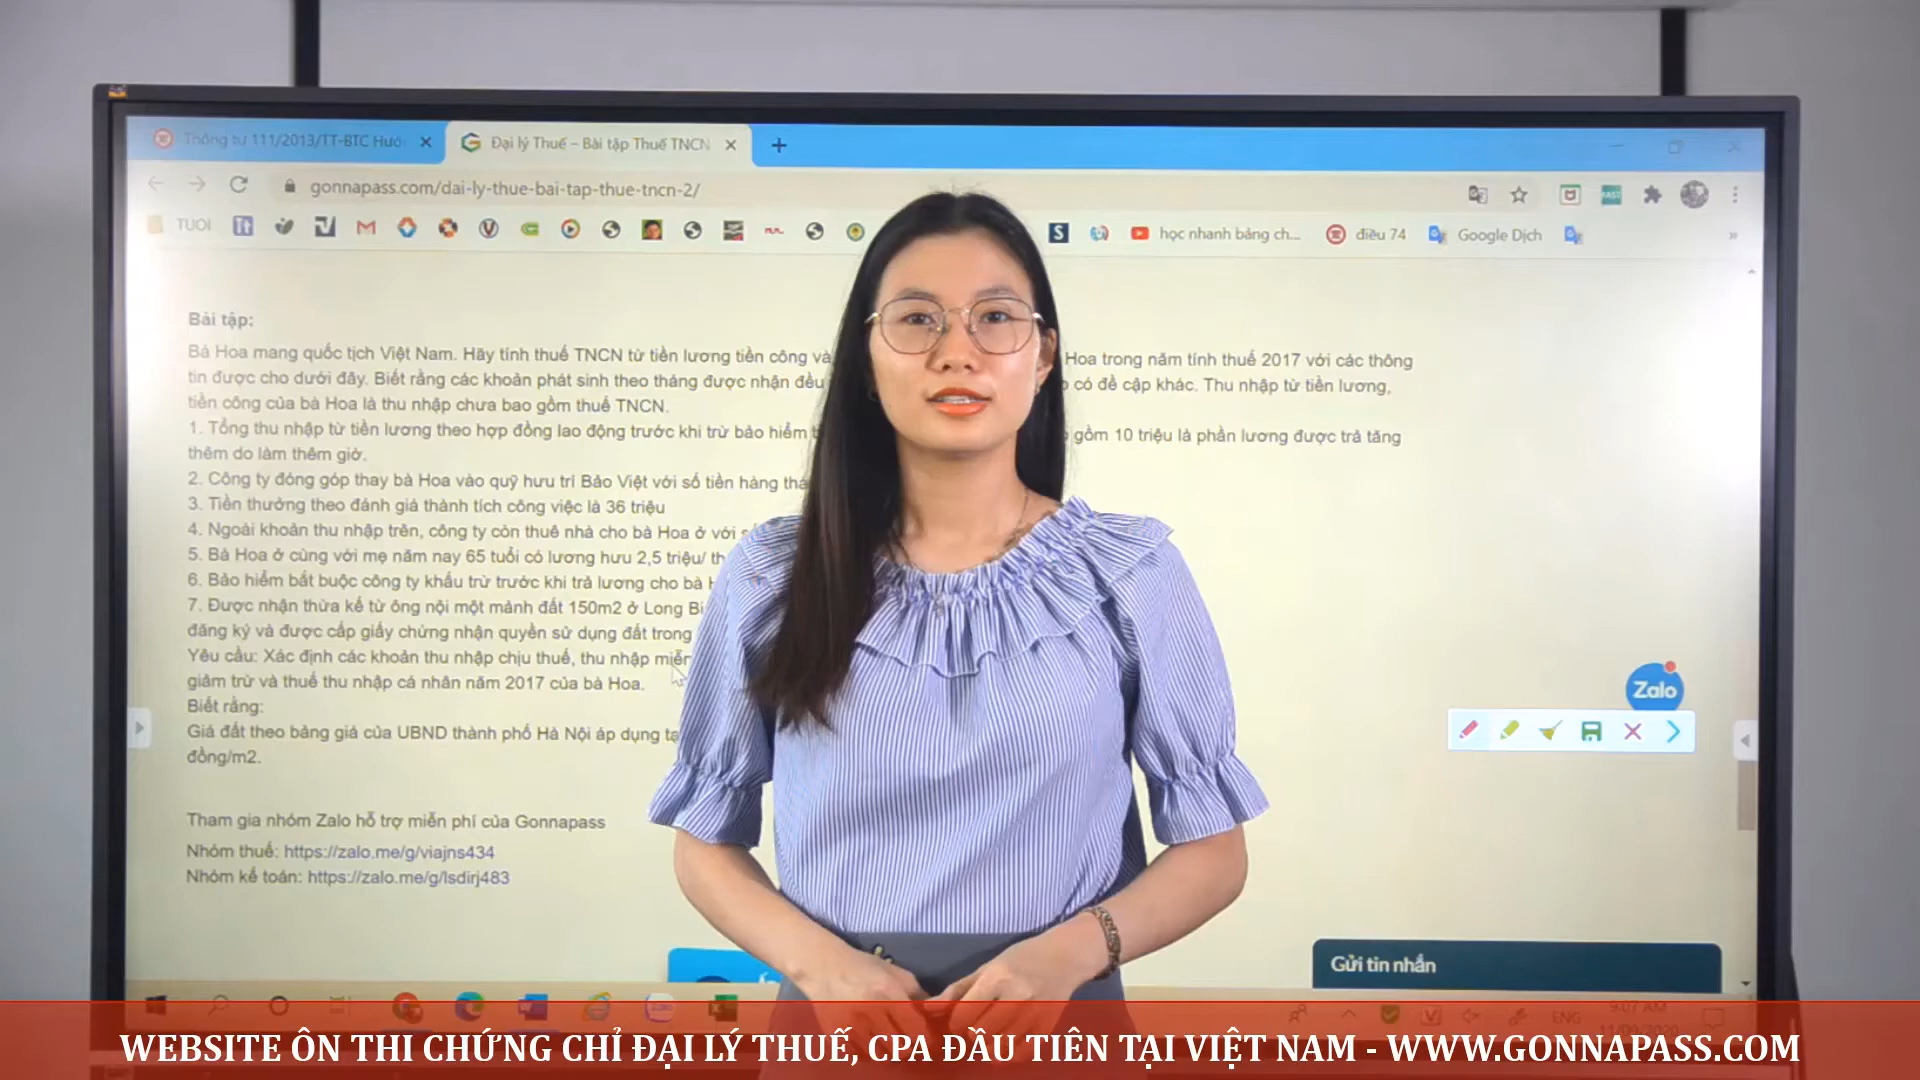 Thông tư 111/2013/TT-BTC Hướ
Đại lý Thuế – Bài tập Thuế TNCN
gonnapass.com/dai-ly-thue-bai-tap-thue-tncn-2/
TUOI
học nhanh bảng ch...
điều 74
Google Dịch
Bài tập:
Bà Hoa mang quốc tịch Việt Nam. Hãy tính thuế TNCN từ tiền lương tiền công và Hoa trong năm tính thuế 2017 với các thông
tin được cho dưới đây. Biết rằng các khoản phát sinh theo tháng được nhận đều có đề cập khác. Thu nhập từ tiền lương,
tiền công của bà Hoa là thu nhập chưa bao gồm thuế TNCN.
1. Tổng thu nhập từ tiền lương theo hợp đồng lao động trước khi trừ bảo hiểm gồm 10 triệu là phần lương được trả tăng
thêm do làm thêm giờ.
2. Công ty đóng góp thay bà Hoa vào quỹ hưu trí Bảo Việt với số tiền hàng thá
3. Tiền thưởng theo đánh giá thành tích công việc là 36 triệu
4. Ngoài khoản thu nhập trên, công ty còn thuê nhà cho bà Hoa ở với s
5. Bà Hoa ở cùng với mẹ năm nay 65 tuổi có lương hưu 2,5 triệu/ th
6. Bảo hiểm bắt buộc công ty khấu trừ trước khi trả lương cho bà H
7. Được nhận thừa kế từ ông nội một mảnh đất 150m2 ở Long Bi
đăng ký và được cấp giấy chứng nhận quyền sử dụng đất trong
Yêu cầu: Xác định các khoản thu nhập chịu thuế, thu nhập miễn
giảm trừ và thuế thu nhập cá nhân năm 2017 của bà Hoa.
Biết rằng:
Giá đất theo bảng giá của UBND thành phố Hà Nội áp dụng tạ
đồng/m2.
Zalo
Tham gia nhóm Zalo hỗ trợ miễn phí của Gonnapass
Nhóm thuế: https://zalo.me/g/viajns434
Nhóm kế toán: https://zalo.me/g/lsdirj483
Gửi tin nhắn
9:07 AM
ENG
WEBSITE ÔN THI CHỨNG CHỈ ĐẠI LÝ THUẾ, CPA ĐẦU TIÊN TẠI VIỆT NAM - WWW.GONNAPASS.COM